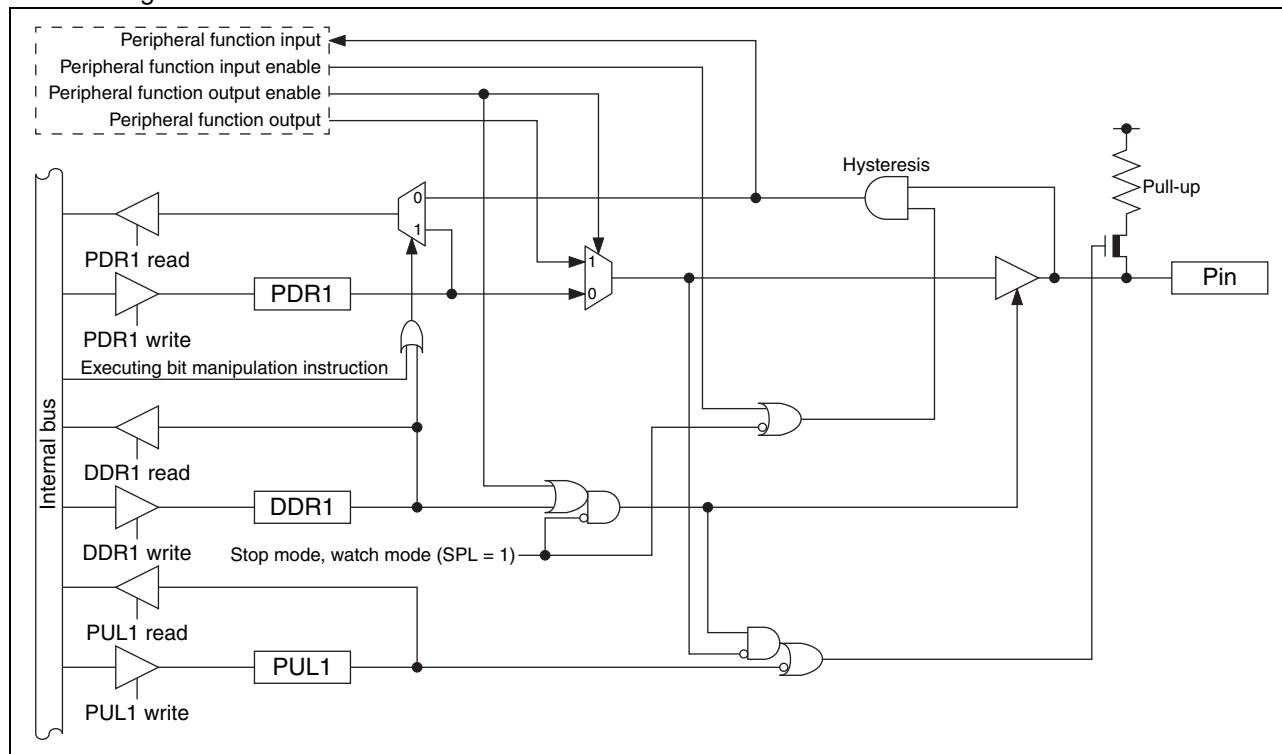 Peripheral function input
Peripheral function input enable
Peripheral function output enable
Peripheral function output
Hysteresis
Pull-up
0
1
PDR1 read
1
PDR1
0
Pin
PDR1 write
Executing bit manipulation instruction
Internal bus
DDR1 read
DDR1
DDR1 write
Stop mode, watch mode (SPL = 1)
PUL1 read
PUL1
PUL1 write